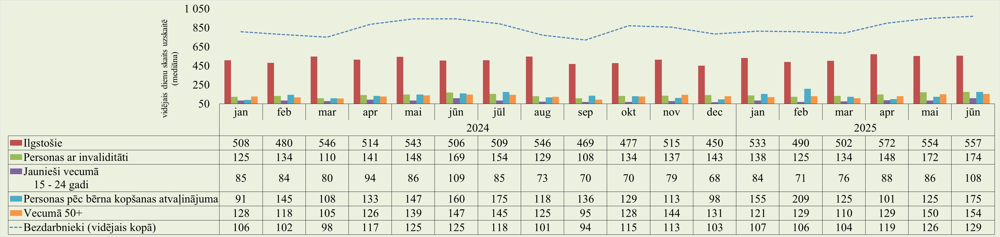 1 050
850
650
450
250
50
vidējais dienu skaits uzskaitē
(mediāna)
jan feb mar apr mai jūn jūl aug sep okt nov dec jan feb mar apr mai jūn
2024 2025
Ilgstošie 508 480 546 514 543 506 509 546 469 477 515 450 533 490 502 572 554 557
Personas ar invaliditāti 125 134 110 141 148 169 154 129 108 134 137 143 138 125 134 148 172 174
Jaunieši vecumā
15 - 24 gadi 85 84 80 94 86 109 85 73 70 70 79 68 84 71 76 88 86 108
Personas pēc bērna kopšanas atvaļinājuma 91 145 108 133 147 160 175 118 136 129 113 98 155 209 125 101 125 175
Vecumā 50+ 128 118 105 126 139 147 145 125 95 128 144 131 121 129 110 129 150 154
Bezdarbnieki (vidējais kopā) 106 102 98 117 125 125 118 101 94 115 113 103 107 106 104 119 126 129